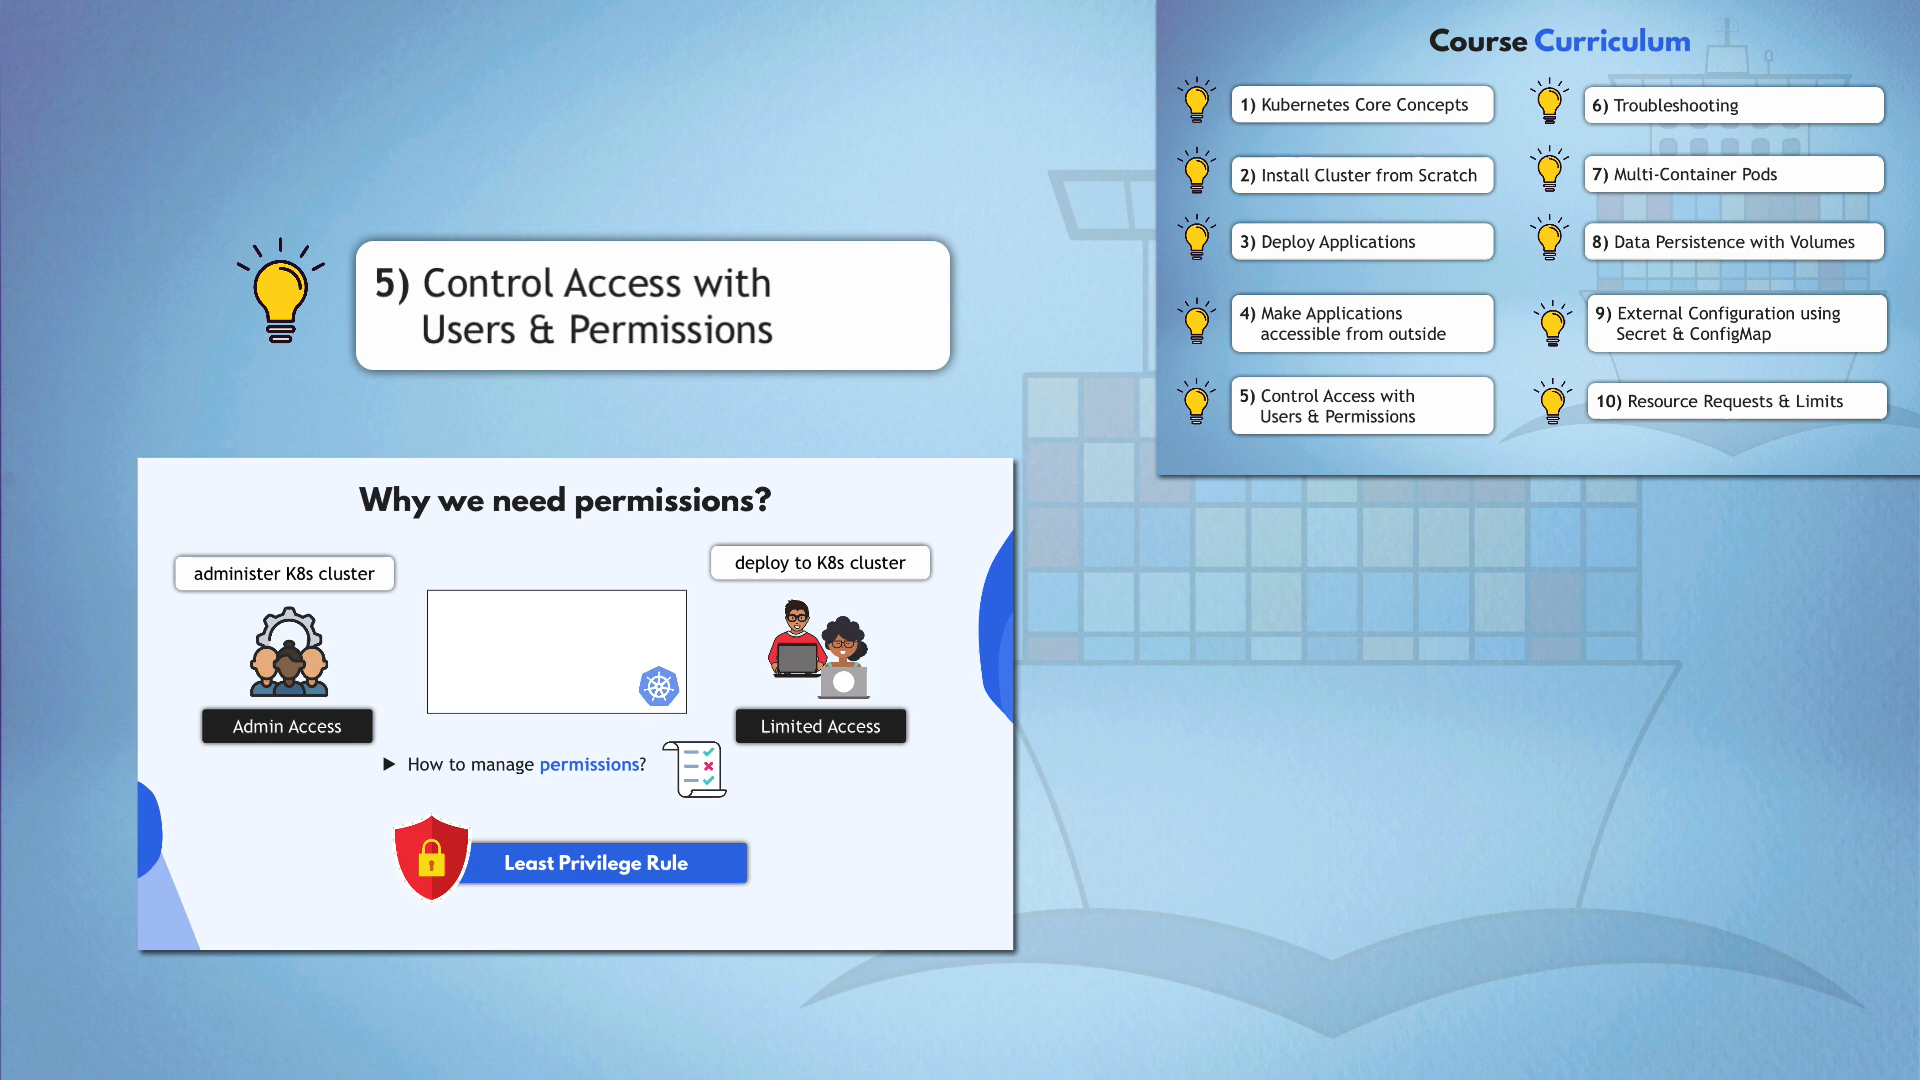 Course Curriculum
1) Kubernetes Core Concepts
2) Install Cluster from Scratch
3) Deploy Applications
4) Make Applications
accessible from outside
5) Control Access with
Users & Permissions
6) Troubleshooting
7) Multi-Container Pods
8) Data Persistence with Volumes
9) External Configuration using
Secret & ConfigMap
10) Resource Requests & Limits
5) Control Access with
Users & Permissions
Why we need permissions?
administer K8s cluster
deploy to K8s cluster
Admin Access
Limited Access
How to manage permissions?
Least Privilege Rule